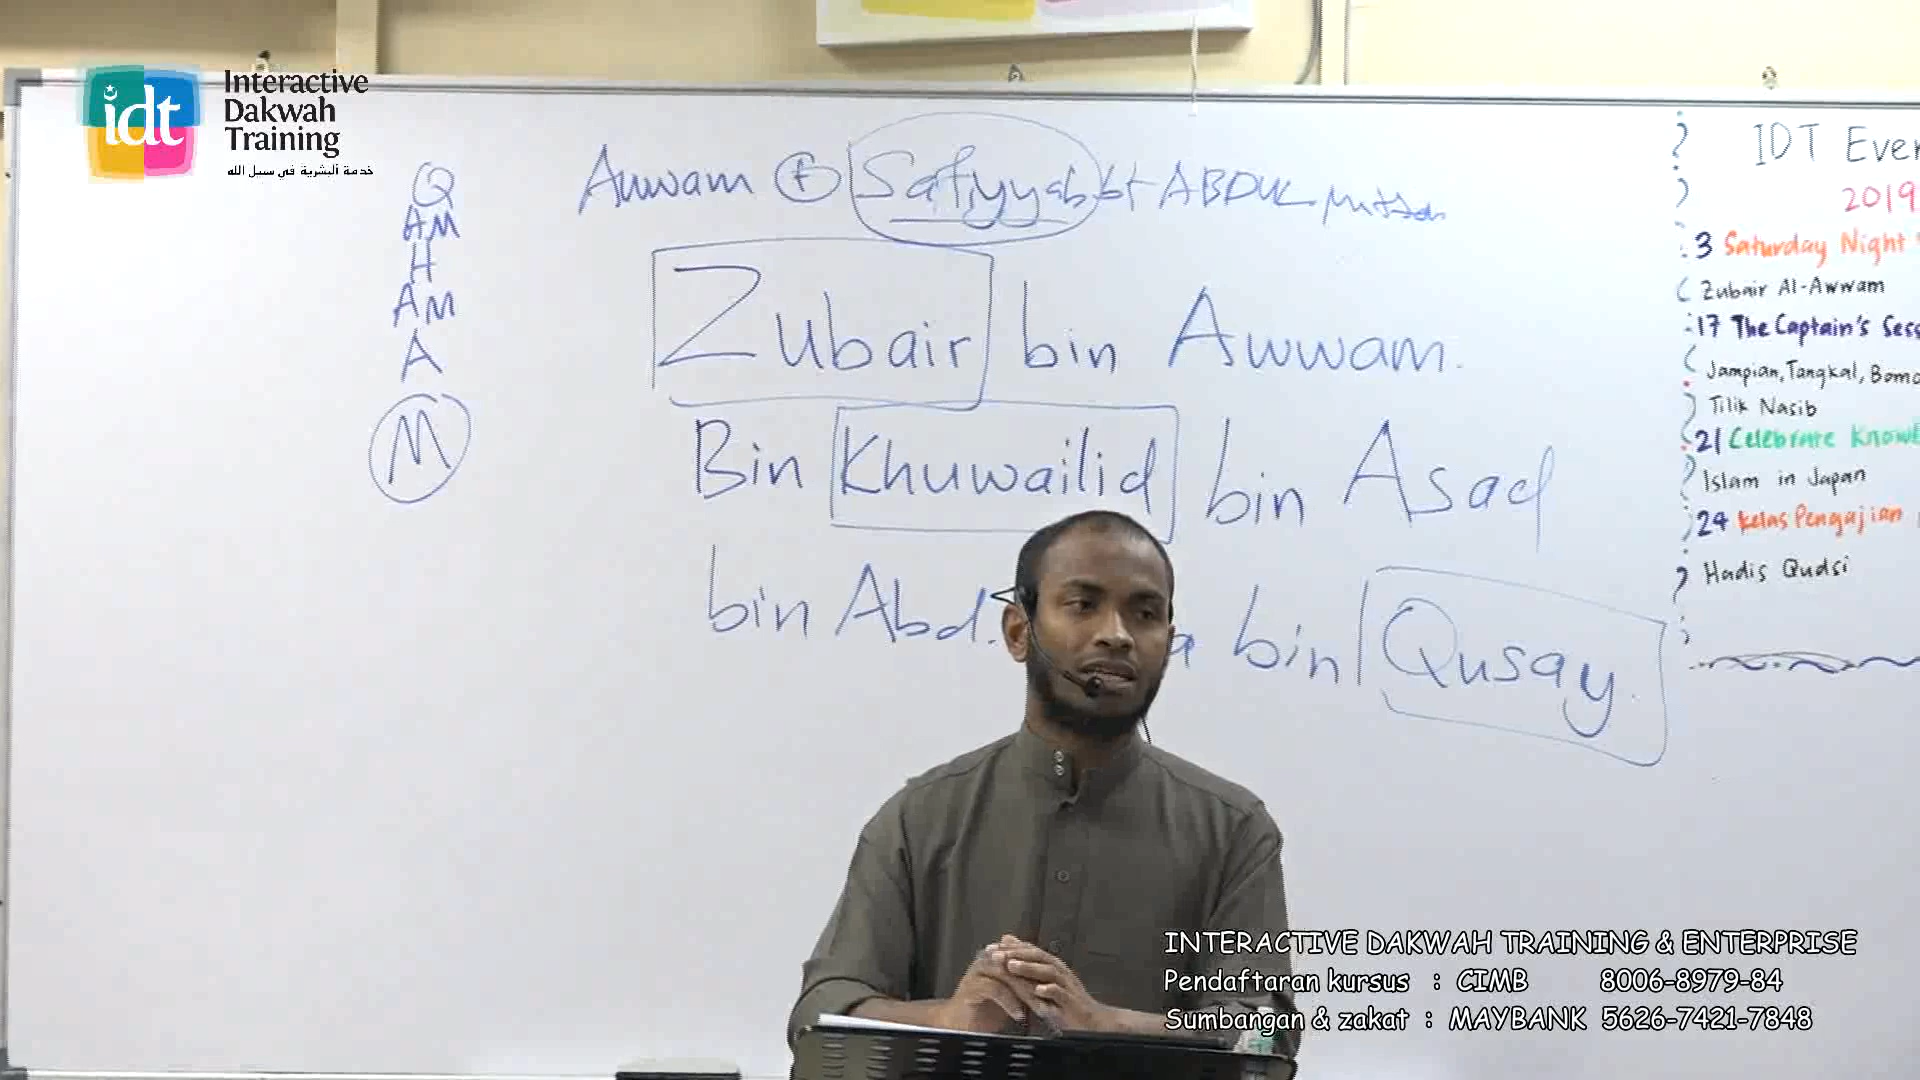 idt
Interactive
Dakwah
Training
خدمة البشرية في سبيل الله
Q
AM
H
AM
A
M
Awwam + Safiyyah bt ABDUL
Zubair bin Awwam.
Bin Khuwailid bin Asad
bin Abd. bin Qusay.
IDT Even
2019
3 Saturday Night
Zubair Al-Awwam
17 The Captain's Sess
Jampian, Tangkal, Bomo
Tilik Nasib
21 Celebrate Knowle
Islam in Japan
24 Kelas Pengajian
Hadis Qudsi
INTERACTIVE DAKWAH TRAINING & ENTERPRISE
Pendaftaran kursus : CIMB 8006-8979-84
Sumbangan & zakat : MAYBANK 5626-7421-7848